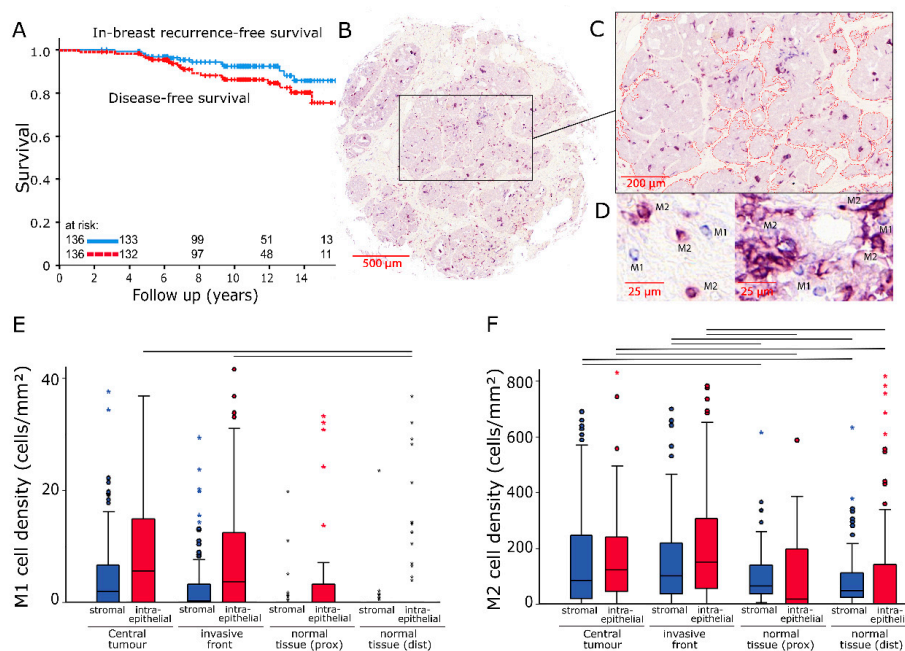 A
In-breast recurrence-free survival
Disease-free survival
Survival
1.0
0.8
0.6
0.4
0.2
0
at risk:
136 133 99 51 13
136 132 97 48 11
0 2 4 6 8 10 12 14
Follow up (years)
B
500 µm
C
200 µm
D
M2
M1
M2
M1
M2
25 µm
M2
M2
M1
M2
M1
M2
25 µm
E
M1 cell density (cells/mm²)
40
20
0
stromal intra-epithelial stromal intra-epithelial stromal intra-epithelial stromal intra-epithelial
Central tumour
invasive front
normal tissue (prox)
normal tissue (dist)
F
M2 cell density (cells/mm²)
800
600
400
200
0
stromal intra-epithelial stromal intra-epithelial stromal intra-epithelial stromal intra-epithelial
Central tumour
invasive front
normal tissue (prox)
normal tissue (dist)